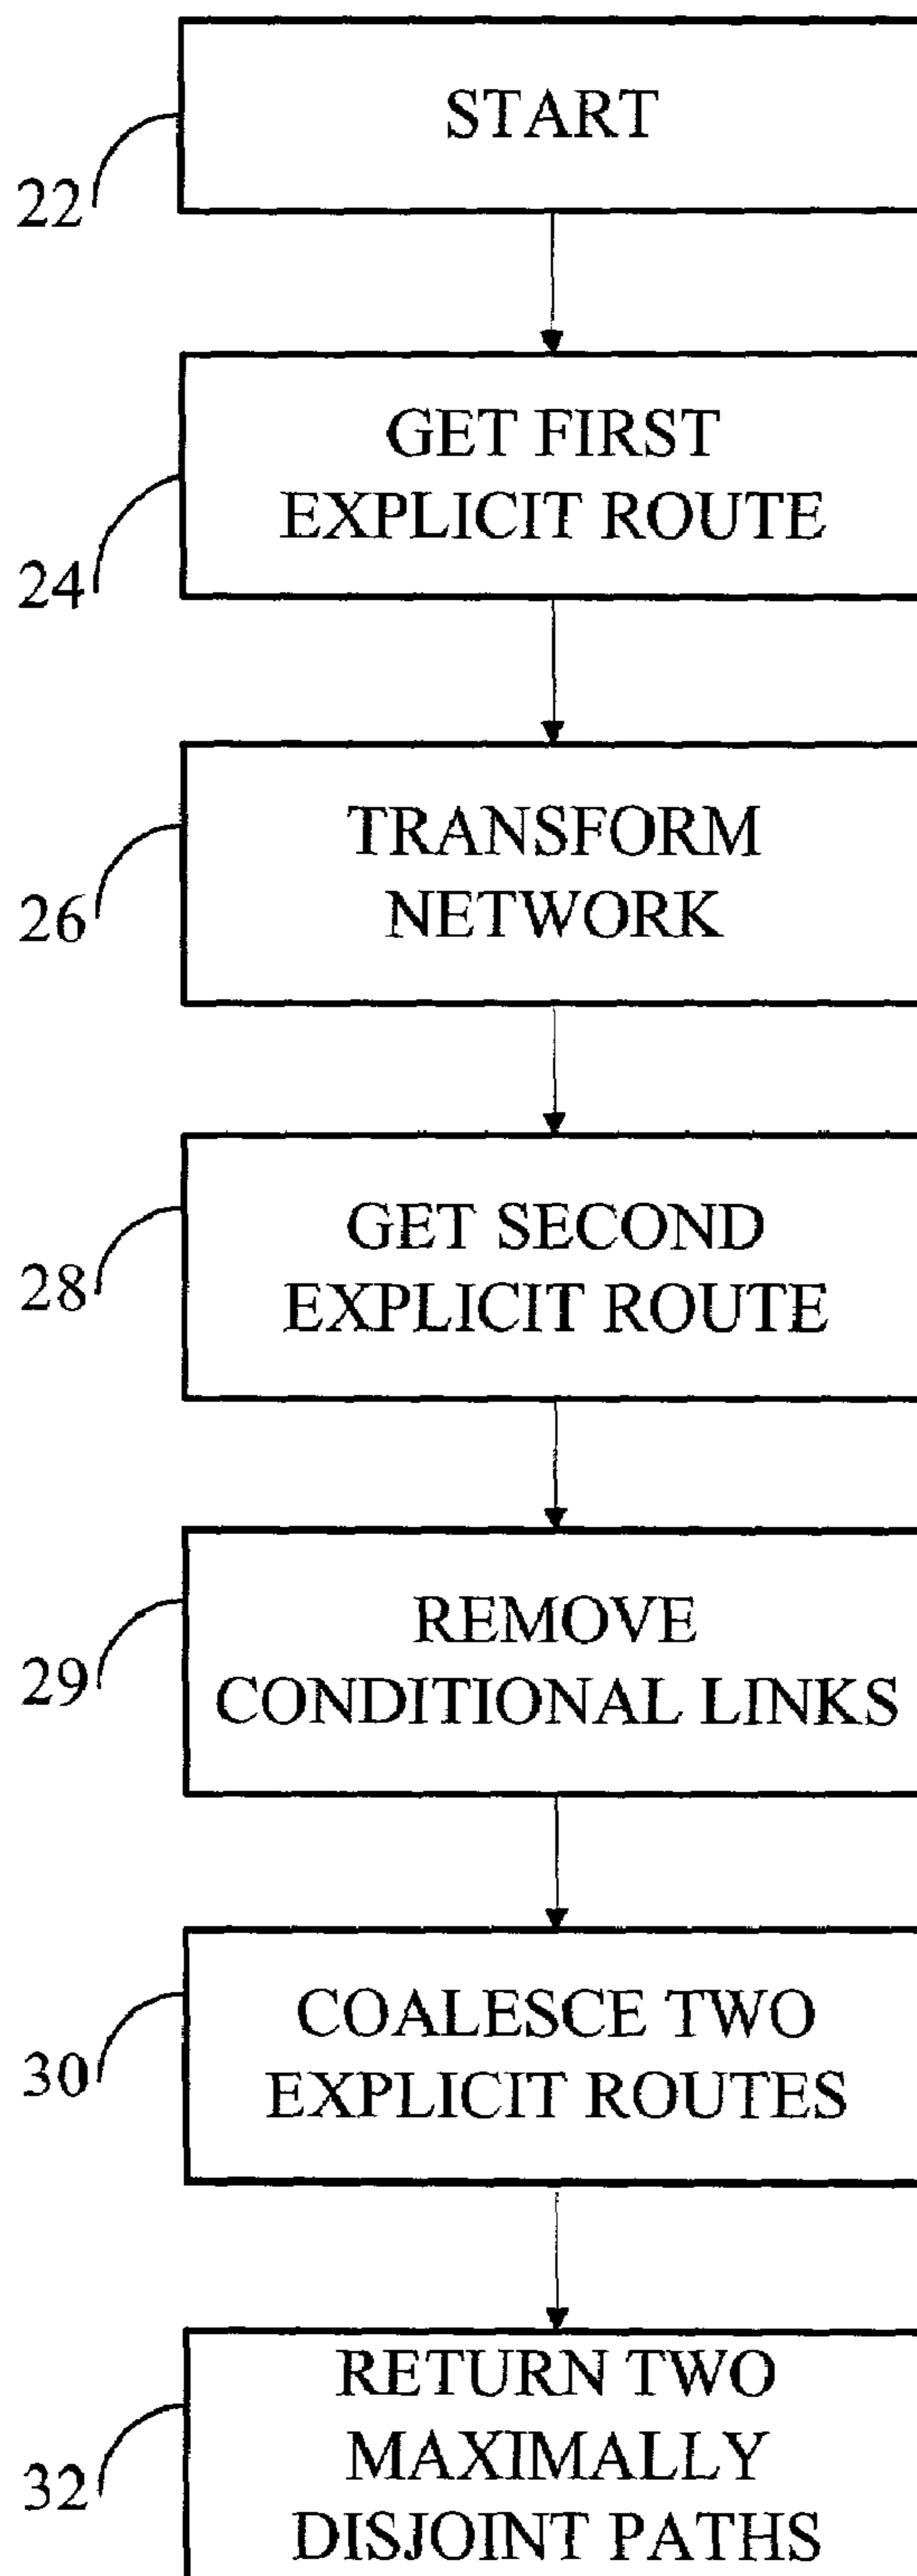 START
22
GET FIRST
EXPLICIT ROUTE
24
TRANSFORM
NETWORK
26
GET SECOND
EXPLICIT ROUTE
28
REMOVE
CONDITIONAL LINKS
29
COALESCE TWO
EXPLICIT ROUTES
30
RETURN TWO
MAXIMALLY
DISJOINT PATHS
32